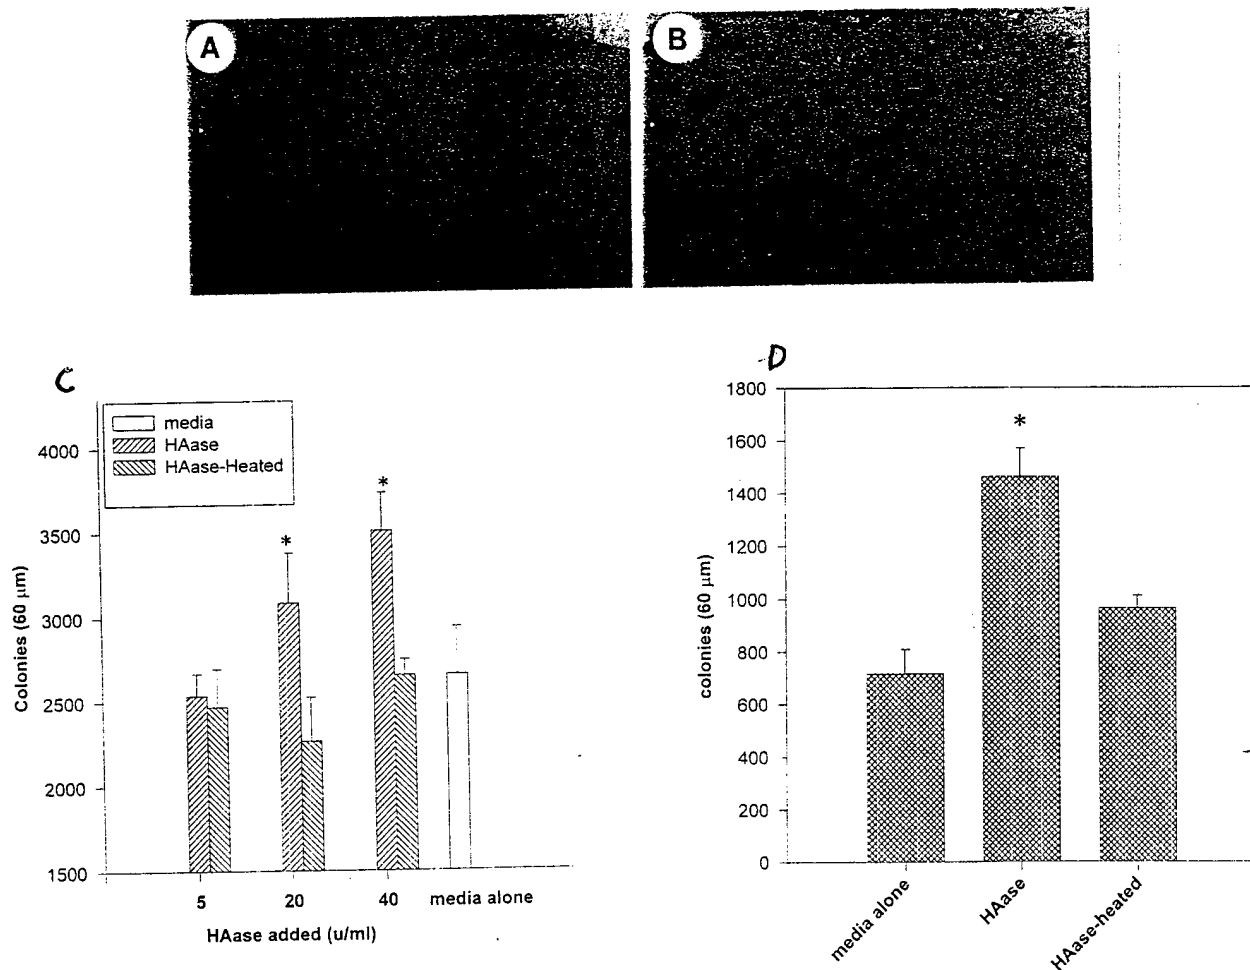 A
B
C
media
HAase
HAase-Heated
4000
3500
3000
2500
2000
1500
Colonies (60 μm)
*
*
5 20 40 media alone
HAase added (u/ml)
D
1800
1600
1400
1200
1000
800
600
400
200
0
colonies (60 μm)
*
media alone
HAase
HAase-heated